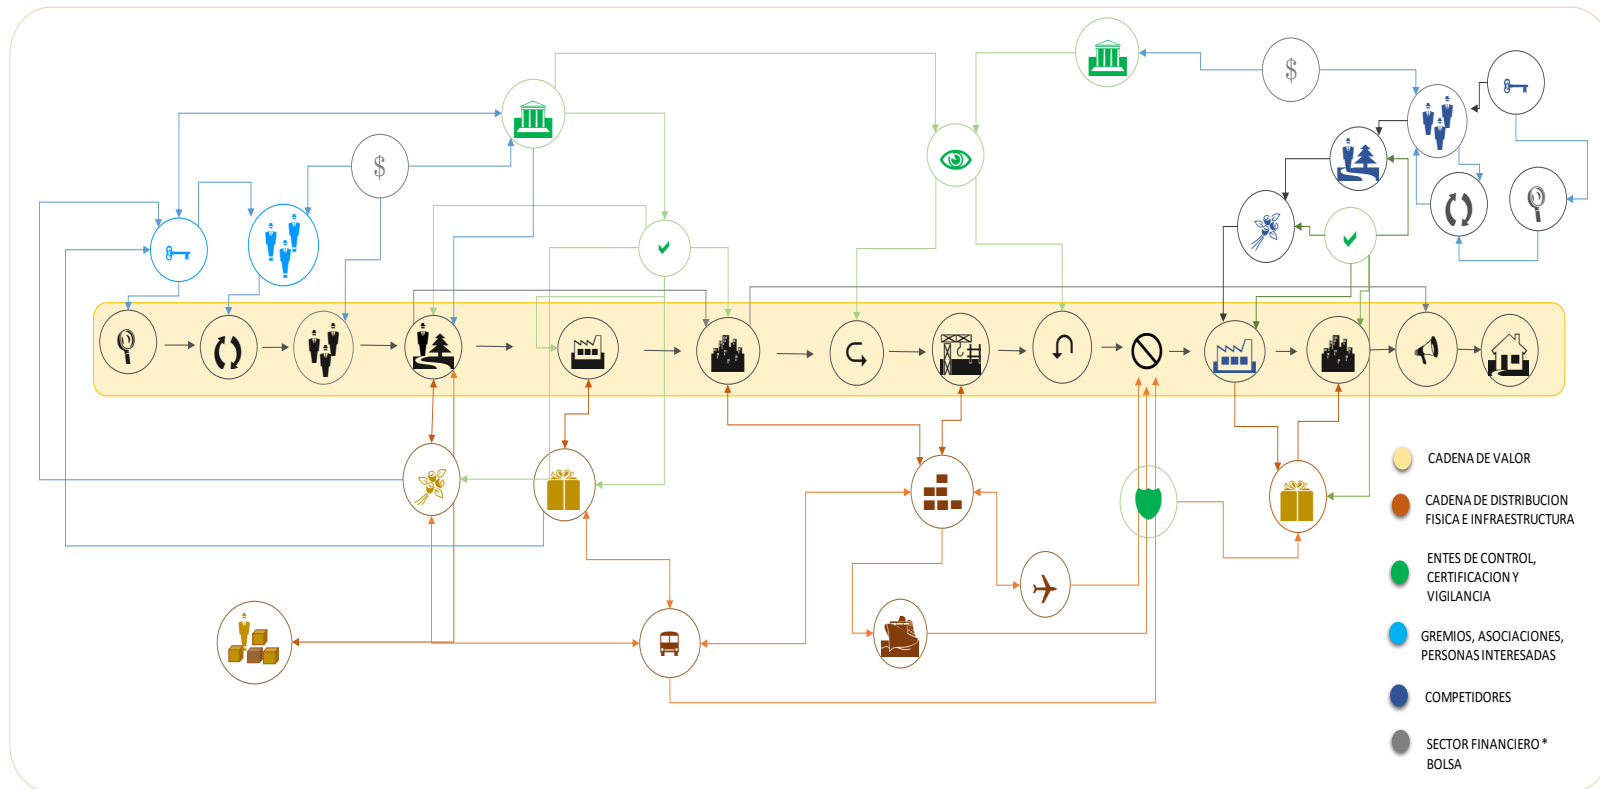 $
$
CADENA DE VALOR
CADENA DE DISTRIBUCION
FISICA E INFRAESTRUCTURA
ENTES DE CONTROL,
CERTIFICACION Y
VIGILANCIA
GREMIOS, ASOCIACIONES,
PERSONAS INTERESADAS
COMPETIDORES
SECTOR FINANCIERO *
BOLSA